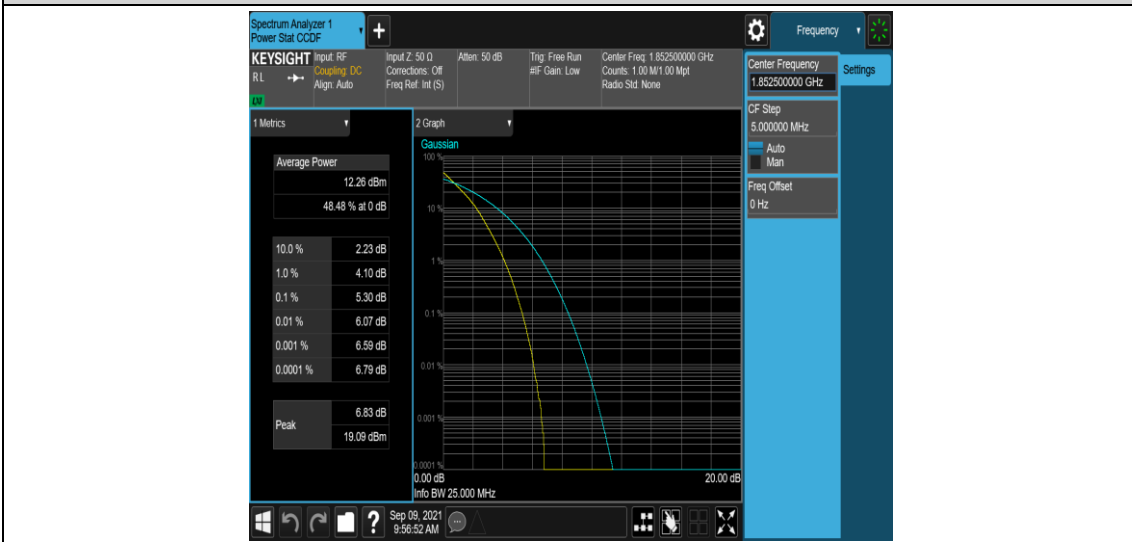 Spectrum Analyzer 1
Power Stat CCDF
+
Frequency
KEYSIGHT
RL
LXI
Input: RF
Coupling: DC
Align: Auto
Input Z: 50 Ω
Corrections: Off
Freq Ref: Int (S)
Atten: 50 dB
Trig: Free Run
#IF Gain: Low
Center Freq: 1.852500000 GHz
Counts: 1.00 M/1.00 Mpt
Radio Std: None
Center Frequency
1.852500000 GHz
Settings
CF Step
5.000000 MHz
Auto
Man
Freq Offset
0 Hz
1 Metrics
Average Power
12.26 dBm
48.48 % at 0 dB
10.0 % 2.23 dB
1.0 % 4.10 dB
0.1 % 5.30 dB
0.01 % 6.07 dB
0.001 % 6.59 dB
0.0001 % 6.79 dB
Peak 6.83 dB
19.09 dBm
2 Graph
Gaussian
100 %
10 %
1 %
0.1 %
0.01 %
0.001 %
0.0001 %
0.00 dB 20.00 dB
Info BW 25.000 MHz
?
Sep 09, 2021
9:56:52 AM